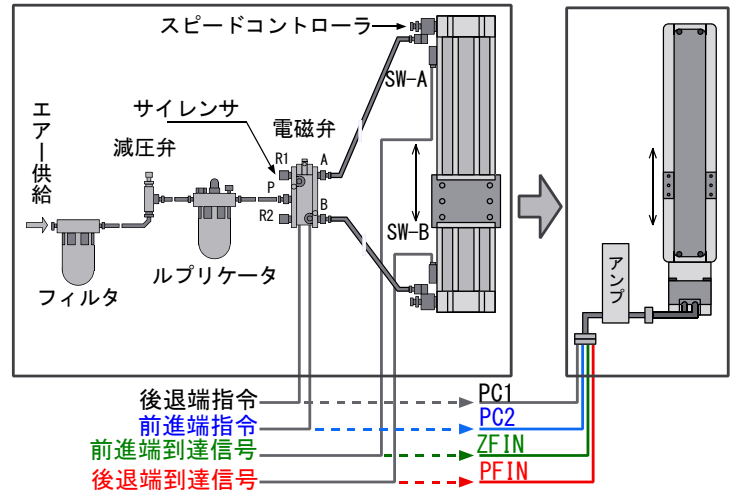 スピードコントローラ
SW-A
サイレンサ
電磁弁
エアー供給
減圧弁
R1
A
P
B
R2
SW-B
フィルタ
ルプリケータ
アンプ
後退端指令
PC1
前進端指令
PC2
前進端到達信号
ZFIN
後退端到達信号
PFIN